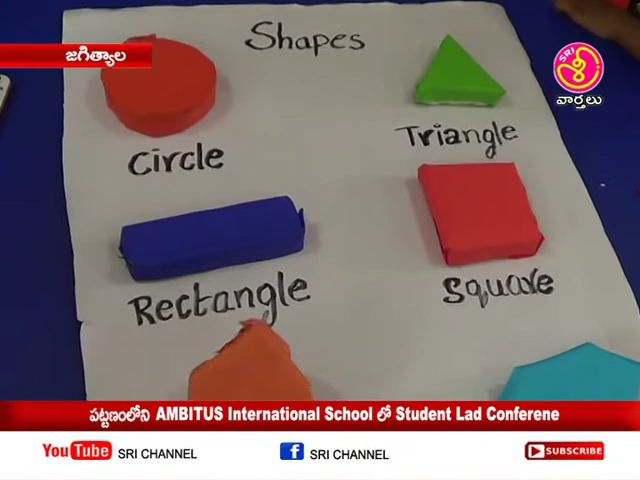 Shapes
జగిత్యాల
SRI
శ్రీ
వార్తలు
Circle
Triangle
Rectangle
Square
పట్టణంలోని AMBITUS International School లో Student Lad Conferene
YouTube SRI CHANNEL
f SRI CHANNEL
SUBSCRIBE